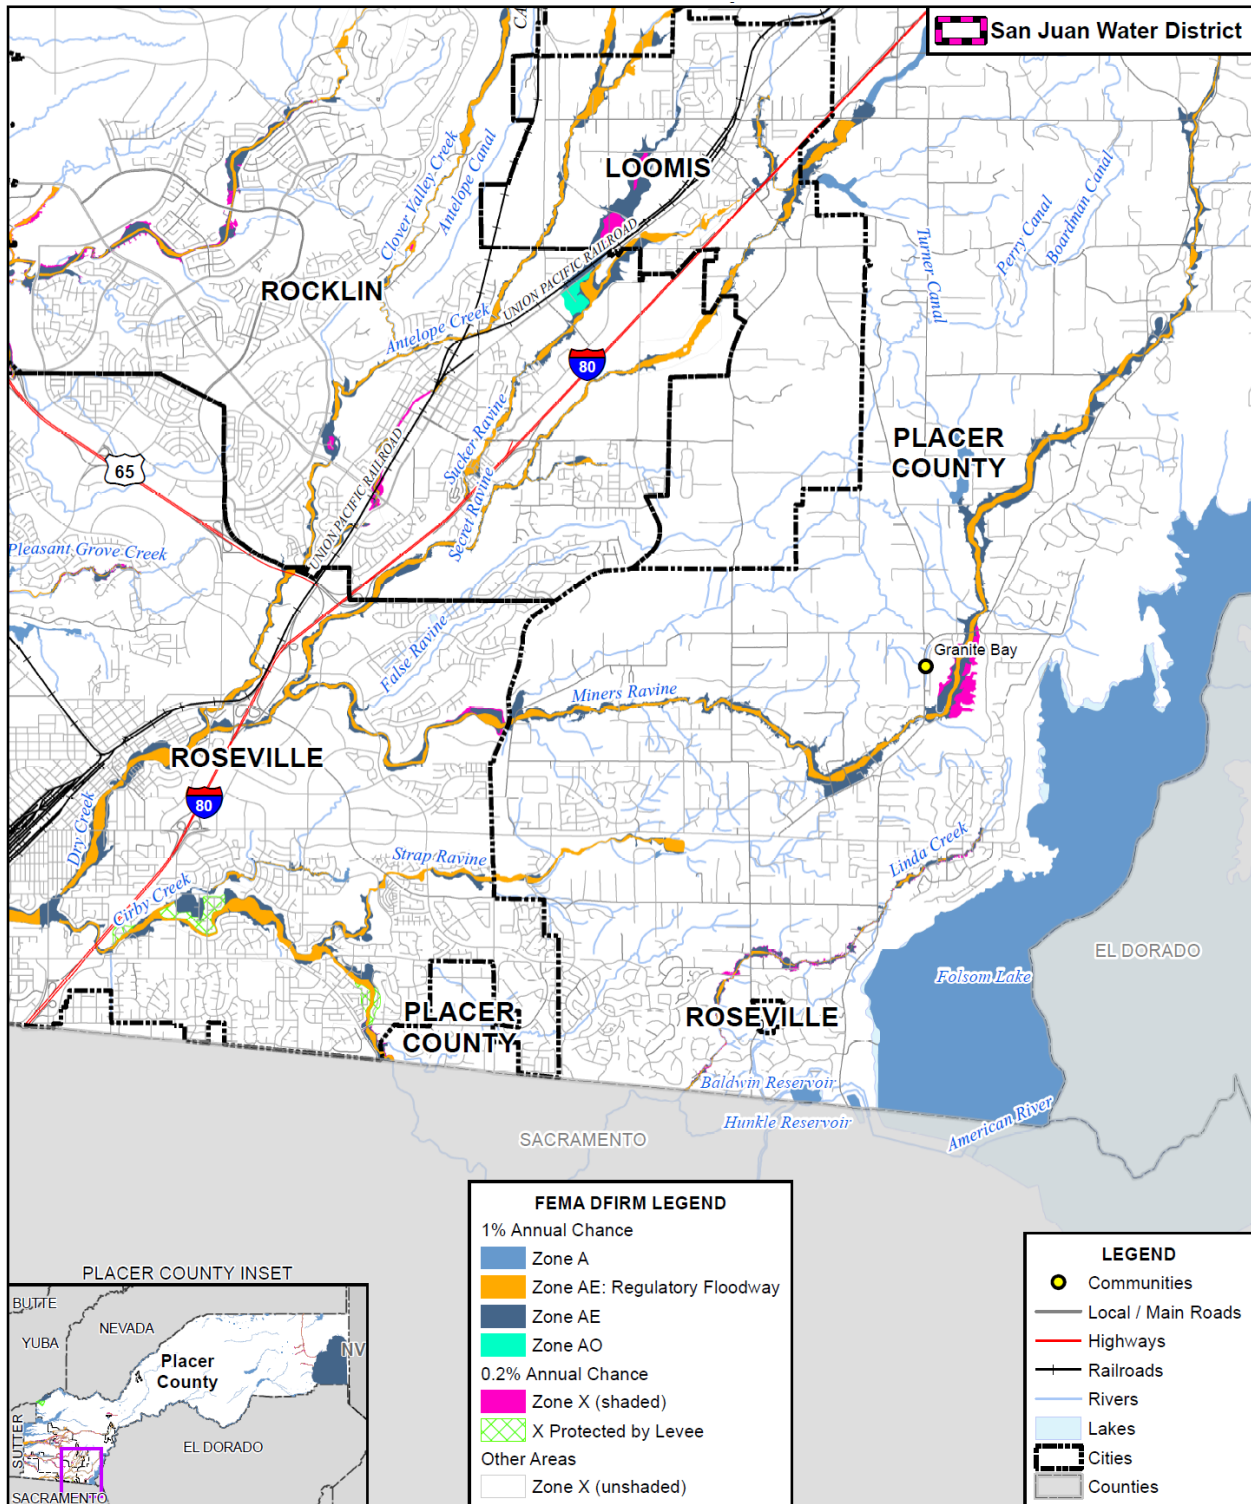 San Juan Water District
CA
LOOMIS
Clover Valley Creek
Antelope Canal
Perry Canal
Boardman Canal
Turner Canal
ROCKLIN
UNION PACIFIC RAILROAD
Antelope Creek
80
65
PLACER
COUNTY
Sucker Ravine
Secret Ravine
UNION PACIFIC RAILROAD
Pleasant Grove Creek
False Ravine
Granite Bay
Miners Ravine
ROSEVILLE
80
Dry Creek
Strap Ravine
Linda Creek
Cirby Creek
EL DORADO
Folsom Lake
PLACER
COUNTY
ROSEVILLE
Baldwin Reservoir
Hunkle Reservoir
American River
SACRAMENTO
FEMA DFIRM LEGEND
1% Annual Chance
Zone A
Zone AE: Regulatory Floodway
Zone AE
Zone AO
0.2% Annual Chance
Zone X (shaded)
X Protected by Levee
Other Areas
Zone X (unshaded)
LEGEND
Communities
Local / Main Roads
Highways
Railroads
Rivers
Lakes
Cities
Counties
PLACER COUNTY INSET
BUTTE
YUBA
NEVADA
NV
Placer
County
SUTTER
EL DORADO
SACRAMENTO